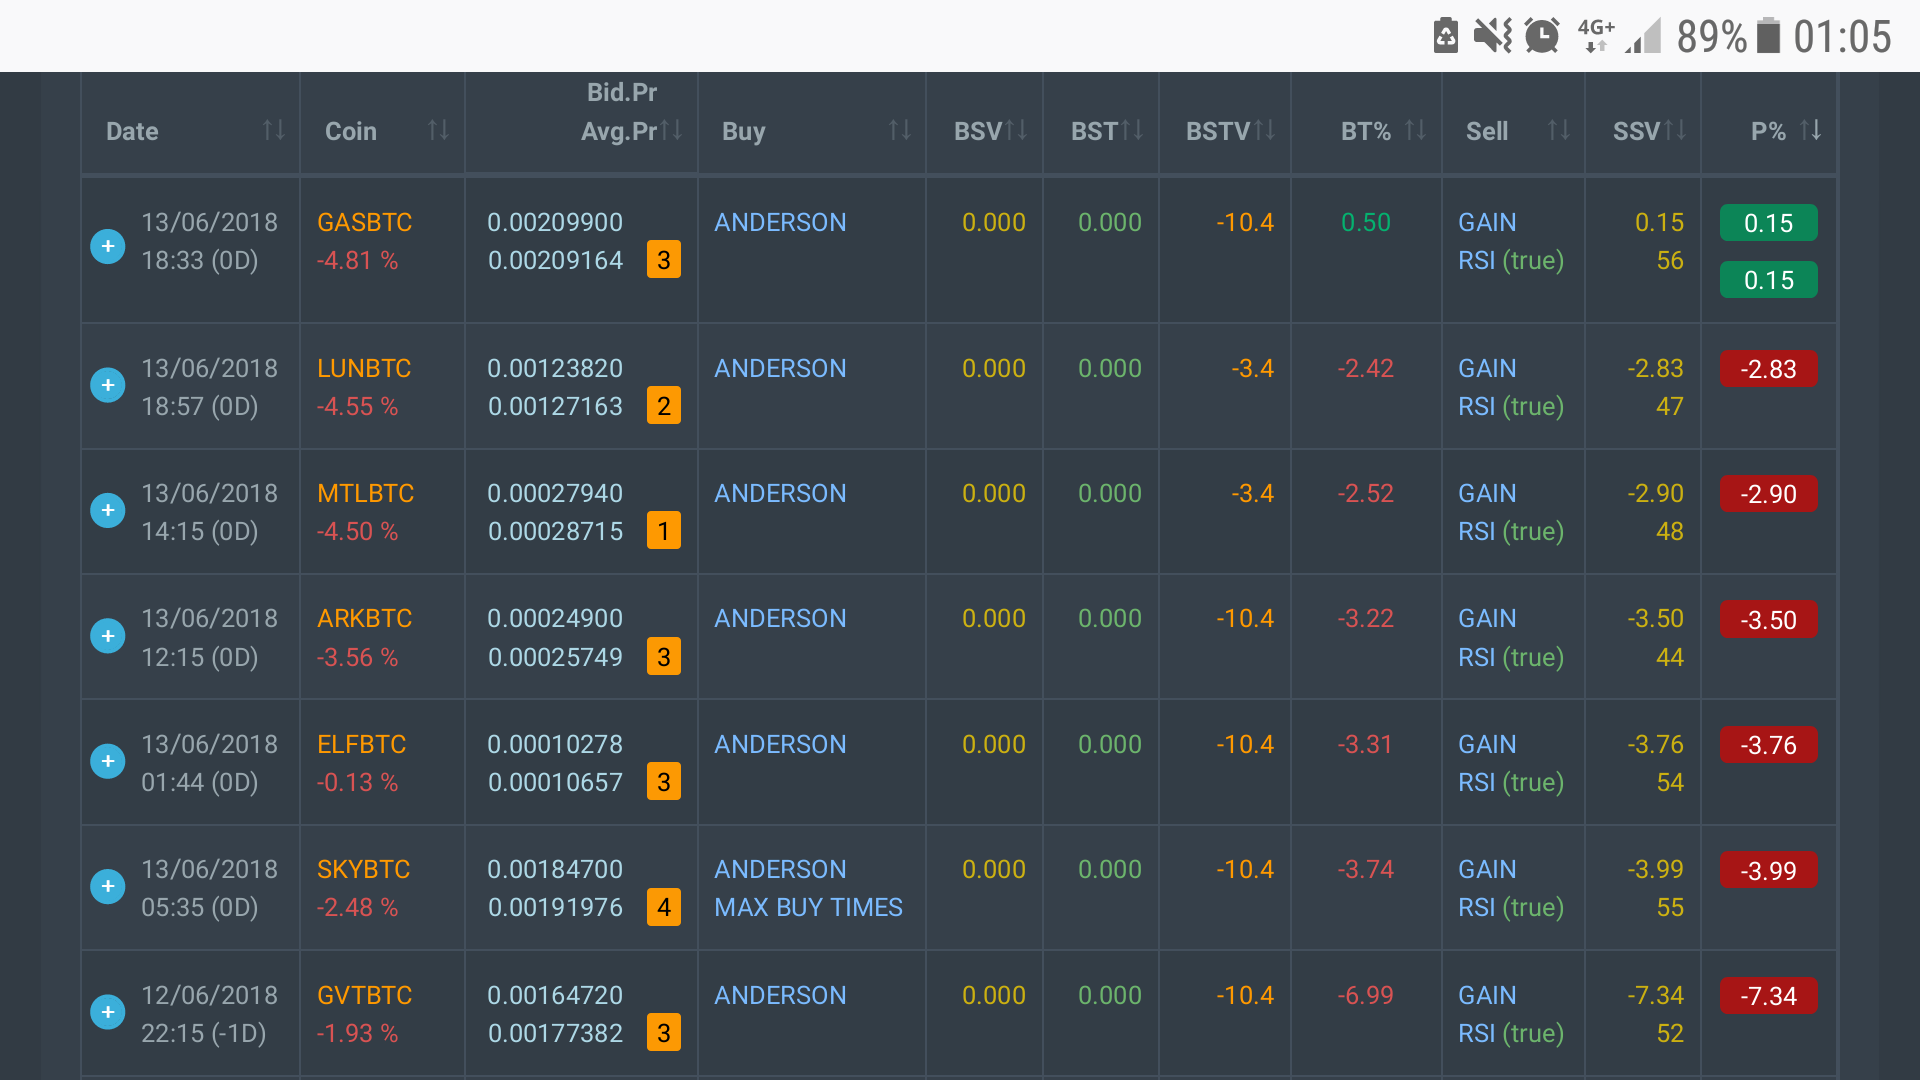 4G+ 89% 01:05
Bid.Pr
Date Coin Avg.Pr Buy BSV BST BSTV BT% Sell SSV P%
13/06/2018 GASBTC 0.00209900 ANDERSON 0.000 0.000 -10.4 0.50 GAIN 0.15 0.15
+ 18:33 (0D) -4.81 % 0.00209164 3 RSI (true) 56 0.15
13/06/2018 LUNBTC 0.00123820 ANDERSON 0.000 0.000 -3.4 -2.42 GAIN -2.83 -2.83
+ 18:57 (0D) -4.55 % 0.00127163 2 RSI (true) 47
13/06/2018 MTLBTC 0.00027940 ANDERSON 0.000 0.000 -3.4 -2.52 GAIN -2.90 -2.90
+ 14:15 (0D) -4.50 % 0.00028715 1 RSI (true) 48
13/06/2018 ARKBTC 0.00024900 ANDERSON 0.000 0.000 -10.4 -3.22 GAIN -3.50 -3.50
+ 12:15 (0D) -3.56 % 0.00025749 3 RSI (true) 44
13/06/2018 ELFBTC 0.00010278 ANDERSON 0.000 0.000 -10.4 -3.31 GAIN -3.76 -3.76
+ 01:44 (0D) -0.13 % 0.00010657 3 RSI (true) 54
13/06/2018 SKYBTC 0.00184700 ANDERSON 0.000 0.000 -10.4 -3.74 GAIN -3.99 -3.99
+ 05:35 (0D) -2.48 % 0.00191976 4 MAX BUY TIMES RSI (true) 55
12/06/2018 GVTBTC 0.00164720 ANDERSON 0.000 0.000 -10.4 -6.99 GAIN -7.34 -7.34
+ 22:15 (-1D) -1.93 % 0.00177382 3 RSI (true) 52